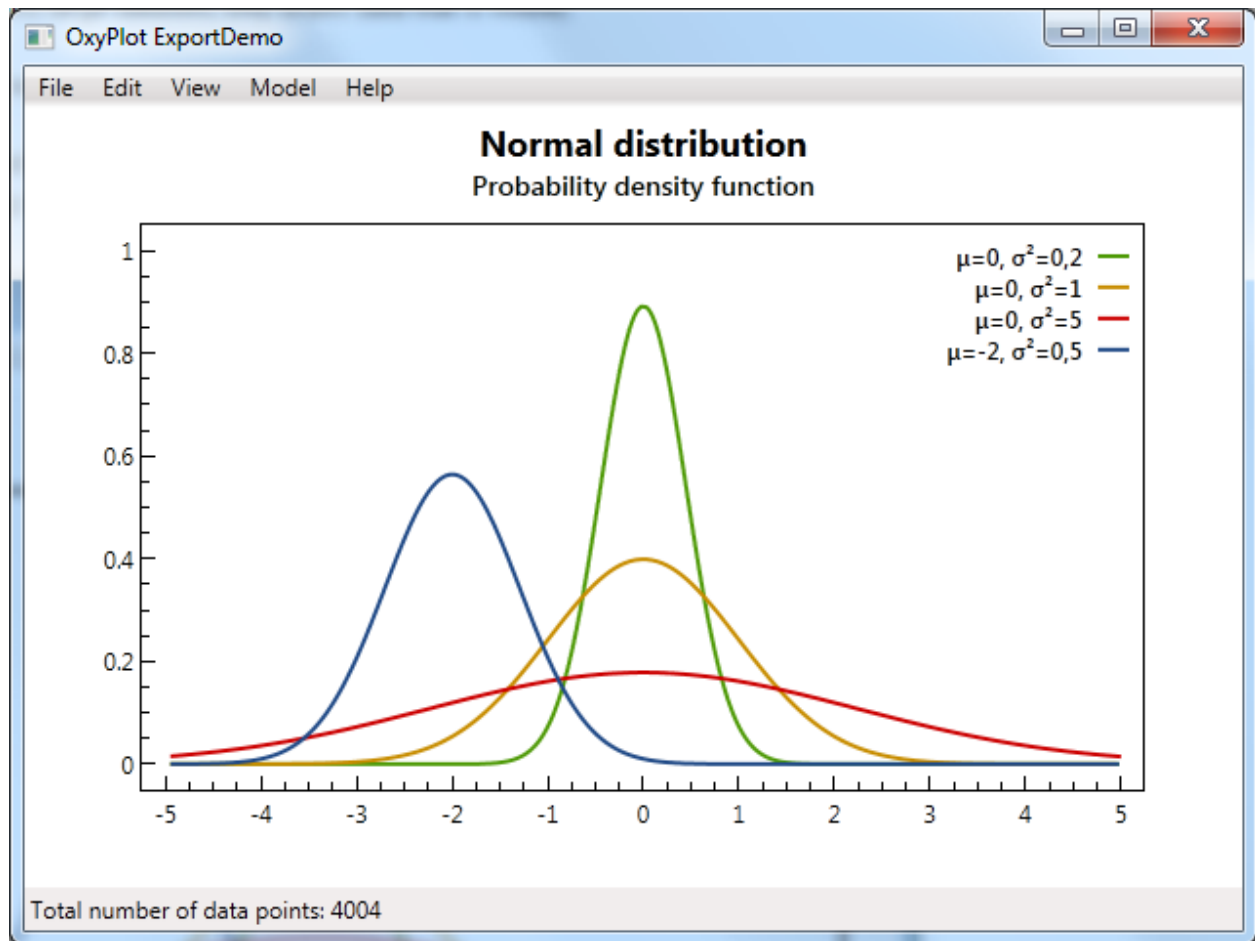 OxyPlot ExportDemo
File Edit View Model Help
Normal distribution
Probability density function
μ=0, σ²=0,2
μ=0, σ²=1
μ=0, σ²=5
μ=-2, σ²=0,5
1
0.8
0.6
0.4
0.2
0
-5 -4 -3 -2 -1 0 1 2 3 4 5
Total number of data points: 4004